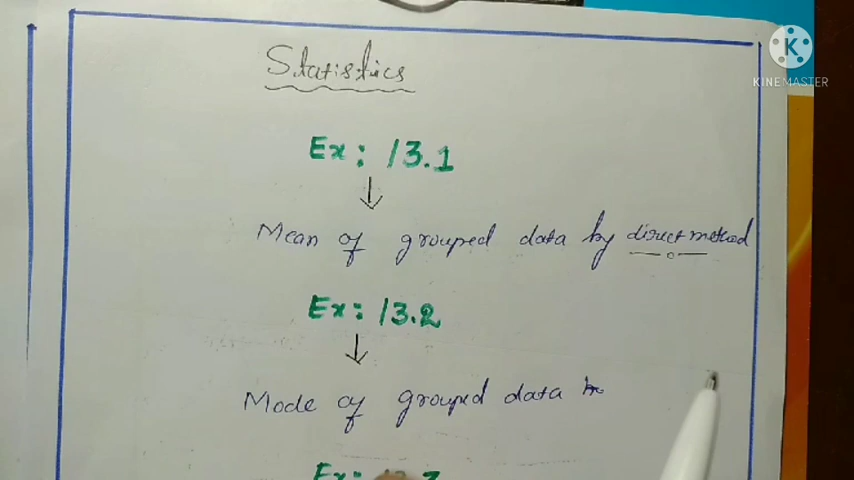 Statistics
K
KINEMASTER
Ex: 13.1
Mean of grouped data by direct method
Ex: 13.2
Mode of grouped data
Ex: